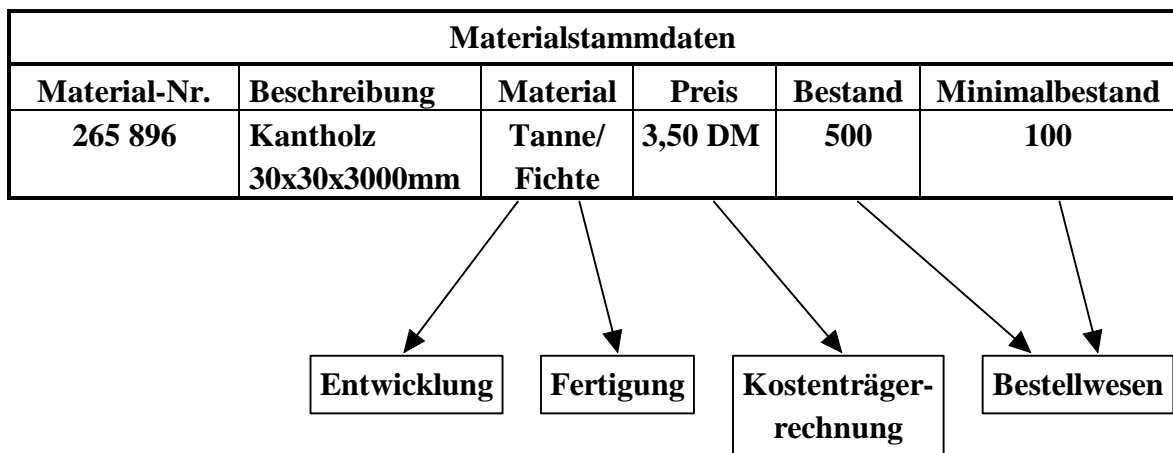 Materialstammdaten
Material-Nr. Beschreibung Material Preis Bestand Minimalbestand
265 896 Kantholz Tanne/ 3,50 DM 500 100
30x30x3000mm Fichte
Entwicklung Fertigung Kostenträger- Bestellwesen
rechnung